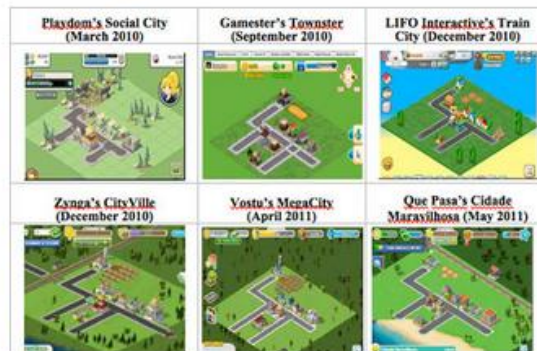 Playdom's Social City
(March 2010)
Gamester's Townster
(September 2010)
LIFO Interactive's Train
City (December 2010)
Zynga's CityVille
(December 2010)
Vostu's MegaCity
(April 2011)
Que Pasa's Cidade
Maravilhosa (May 2011)